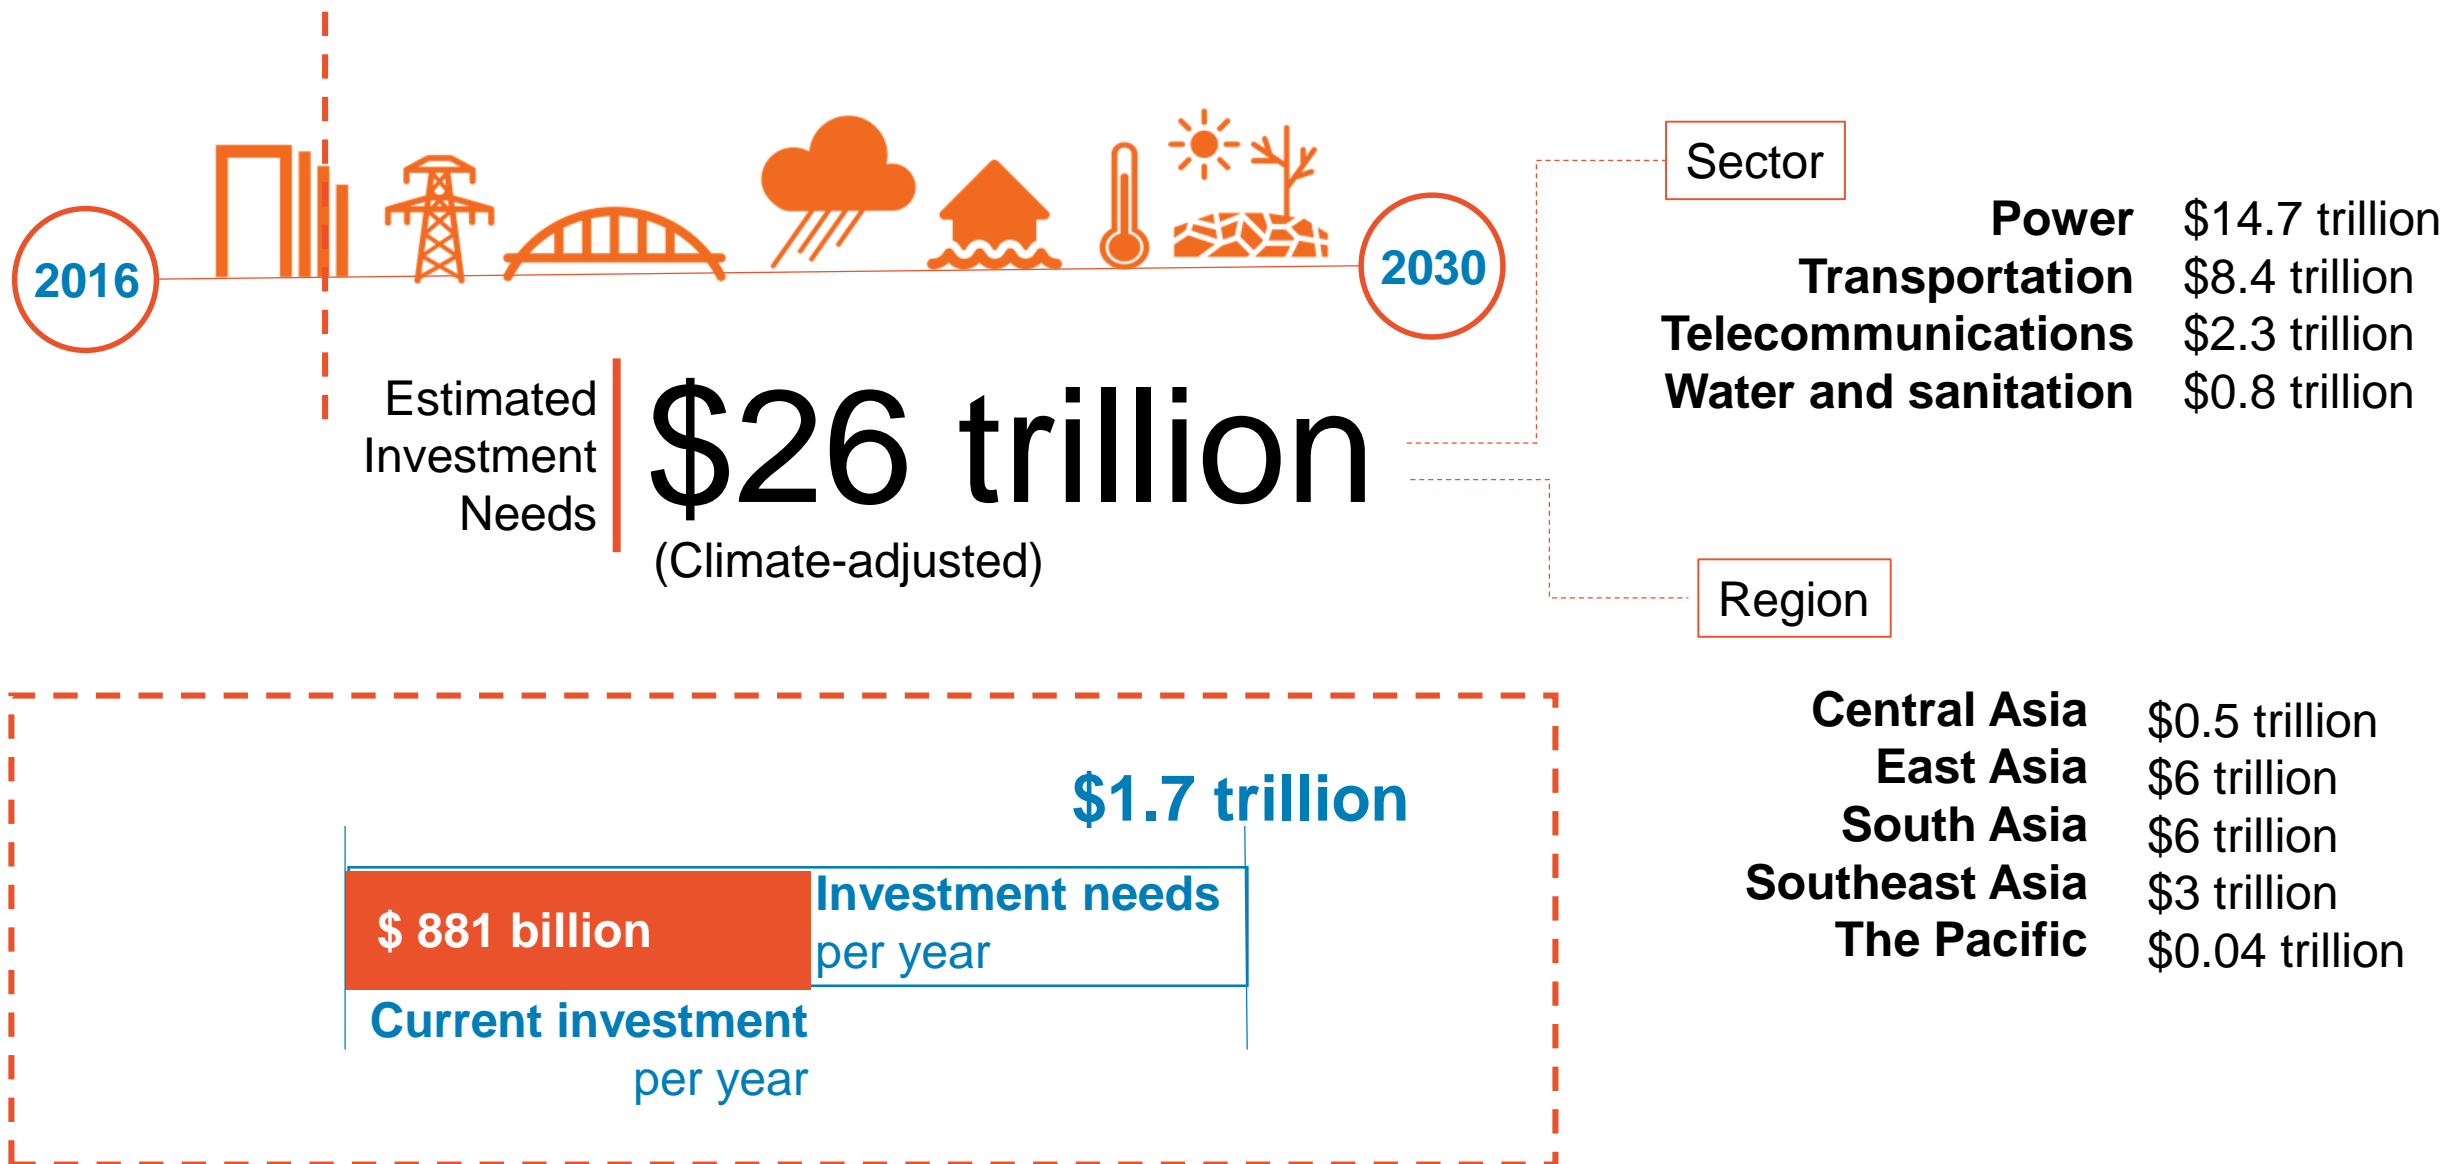 2016
2030
Estimated
Investment
Needs
$26 trillion
(Climate-adjusted)
Sector
Power $14.7 trillion
Transportation $8.4 trillion
Telecommunications $2.3 trillion
Water and sanitation $0.8 trillion
Region
Central Asia $0.5 trillion
East Asia $6 trillion
South Asia $6 trillion
Southeast Asia $3 trillion
The Pacific $0.04 trillion
$1.7 trillion
$ 881 billion
Investment needs
per year
Current investment
per year